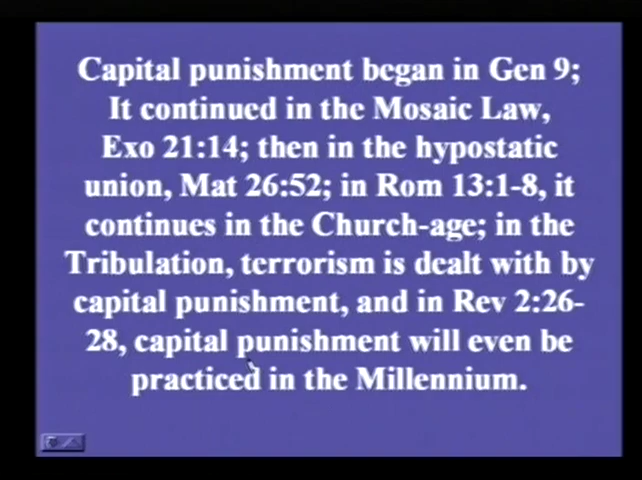 Capital punishment began in Gen 9;
It continued in the Mosaic Law,
Exo 21:14; then in the hypostatic
union, Mat 26:52; in Rom 13:1-8, it
continues in the Church-age; in the
Tribulation, terrorism is dealt with by
capital punishment, and in Rev 2:26-
28, capital punishment will even be
practiced in the Millennium.